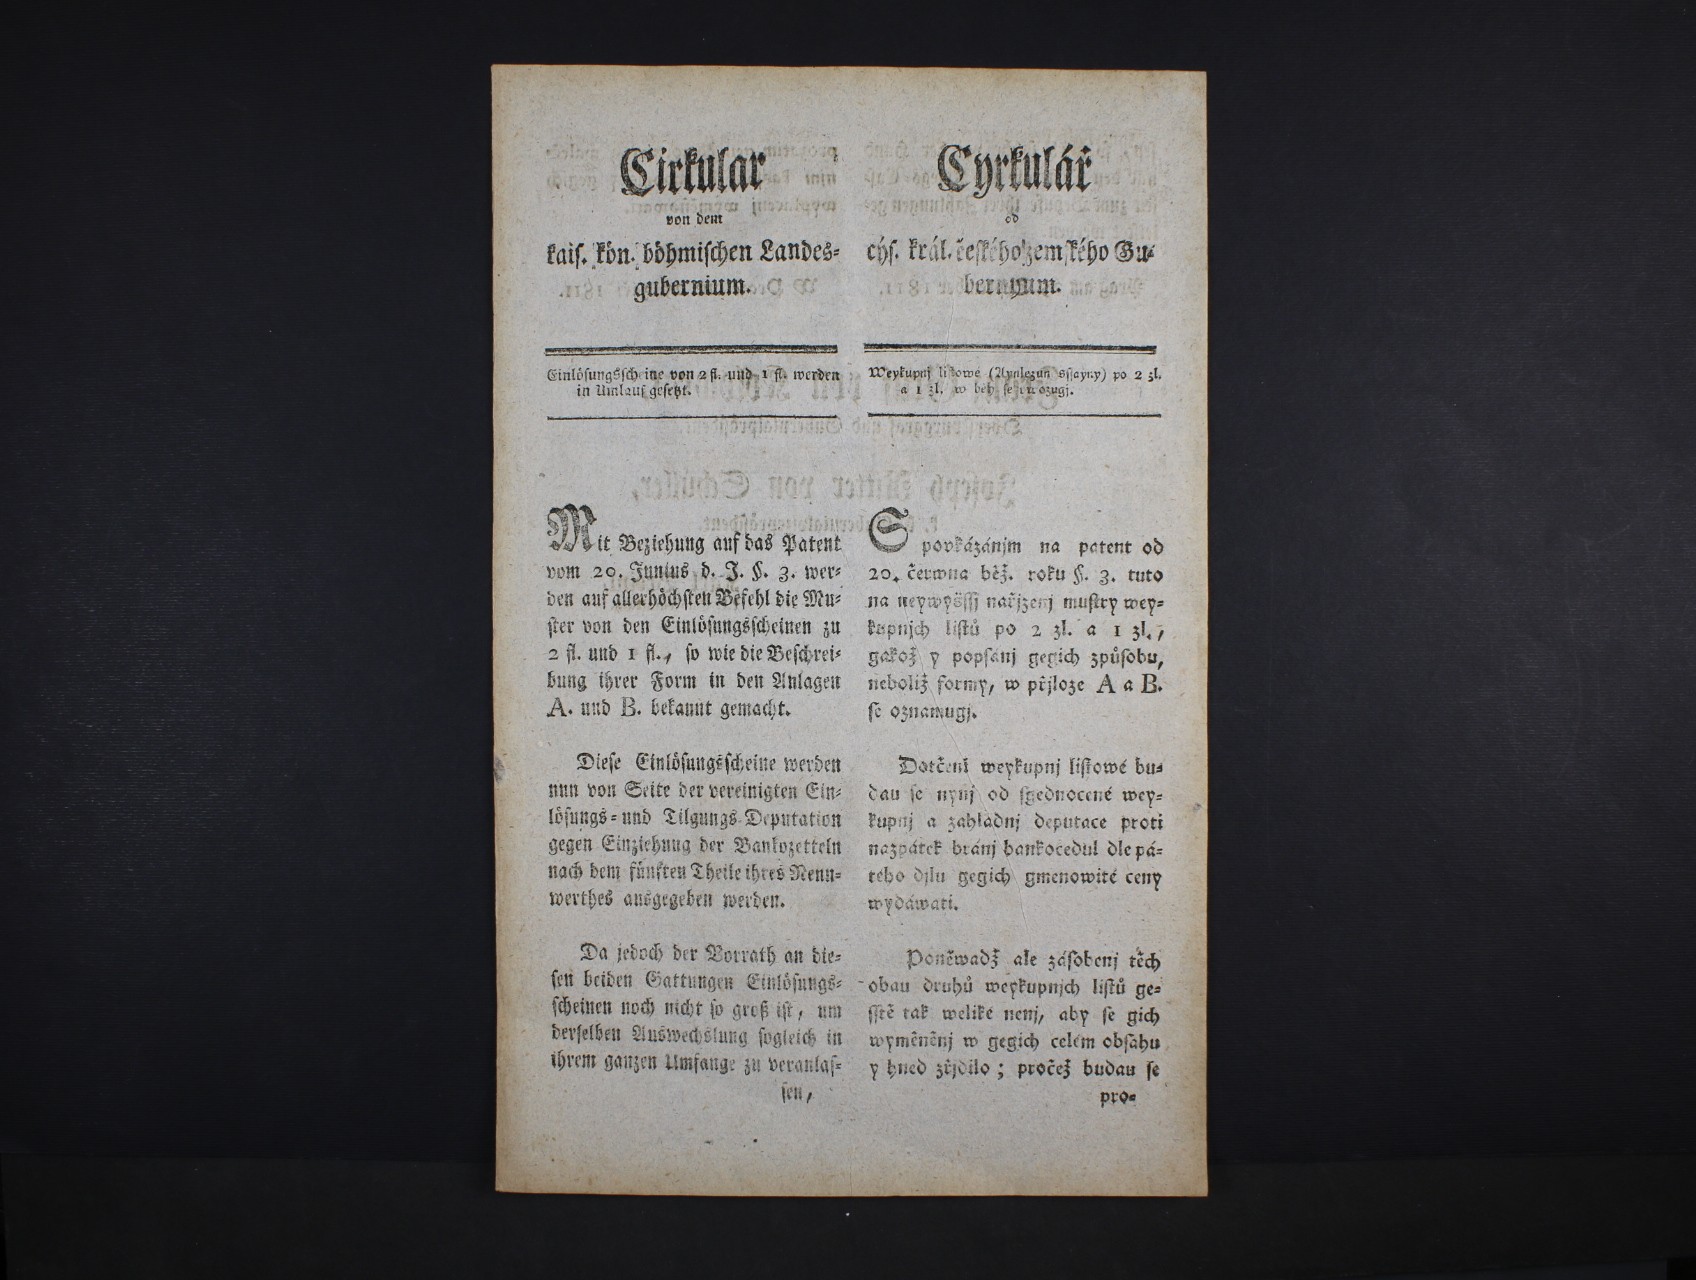 Cirkular
von dem
kais. kön. böhmischen Landes=
gubernium.
Einlösungsscheine von 2 fl. und 1 fl. werden
in Umlauf gesetzt.
Mit Beziehung auf das Patent
vom 20. Junius d. J. §. 3. wer=
den auf allerhöchsten Befehl die Mu=
ster von den Einlösungsscheinen zu
2 fl. und 1 fl., so wie die Beschrei=
bung ihrer Form in den Anlagen
A. und B. bekannt gemacht.
Diese Einlösungsscheine werden
nun von Seite der vereinigten Ein=
lösungs= und Tilgungs-Deputation
gegen Einziehung der Bankozetteln
nach dem fünften Theile ihres Nenn=
werthes ausgegeben werden.
Da jedoch der Vorrath an die=
sen beiden Gattungen Einlösungs=
scheinen noch nicht so groß ist, um
derselben Auswechslung sogleich in
ihrem ganzen Umfange zu veranlas=
sen,
Cyrkulář
od
cýs. král. českého zemského Gu=
bernyum.
Weykupnj listowé (Aynlezun sssayny) po 2 zl.
a 1 zl. w běh se uwozugj.
S poukázánjm na patent od
20. čerwna běž. roku §. 3. tuto
na neywyšssj nařjzenj mustry wey=
kupnjch listů po 2 zl. a 1 zl.,
gakož y popsánj gegich způsobu,
neboliž formy, w přjloze A a B.
se oznamugj.
Dotčenj weykupnj listowé bu=
dau se nynj od sgednocené wey=
kupnj a zahladnj deputace proti
nazpátek bránj bankocedul dle pá=
tého djlu gegich gmenowité ceny
wydáwati.
Poněwadž ale zásobenj těch
obau druhů weykupnjch listů ge=
sstě tak weliké nenj, aby se gich
wyměněnj w gegich celém obsahu
y hned zřjdilo; pročež budau se
pro=